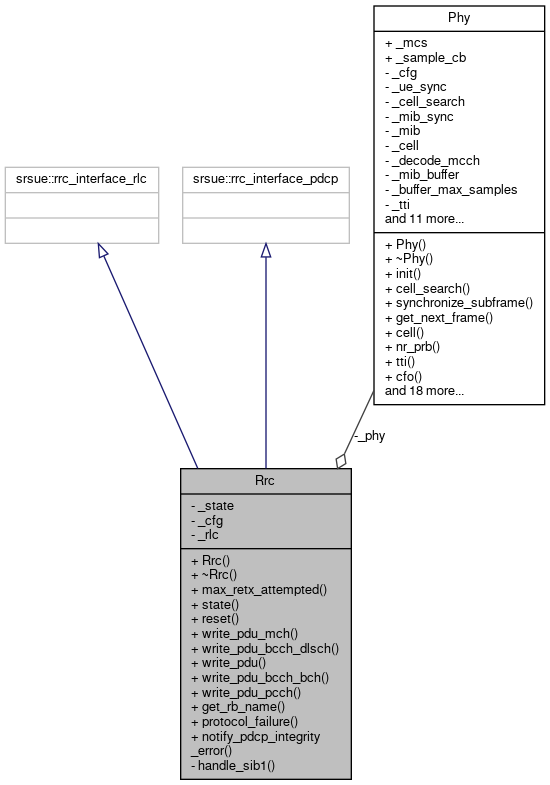 Phy
+ _mcs
+ _sample_cb
- _cfg
- _ue_sync
- _cell_search
- _mib_sync
- _mib
- _cell
- _decode_mcch
- _mib_buffer
- _buffer_max_samples
- _tti
and 11 more...
+ Phy()
+ ~Phy()
+ init()
+ cell_search()
+ synchronize_subframe()
+ get_next_frame()
+ cell()
+ nr_prb()
+ tti()
+ cfo()
and 18 more...
srsue::rrc_interface_rlc
srsue::rrc_interface_pdcp
-_phy
Rrc
- _state
- _cfg
- _rlc
+ Rrc()
+ ~Rrc()
+ max_retx_attempted()
+ state()
+ reset()
+ write_pdu_mch()
+ write_pdu_bcch_dlsch()
+ write_pdu()
+ write_pdu_bcch_bch()
+ write_pdu_pcch()
+ get_rb_name()
+ protocol_failure()
+ notify_pdcp_integrity
_error()
- handle_sib1()